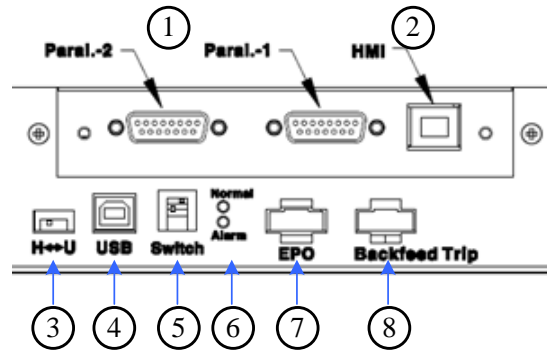 1 2
Paral.-2 Paral.-1 HMI
Normal
Alarm
H↔U USB Switch EPO Backfeed Trip
3 4 5 6 7 8